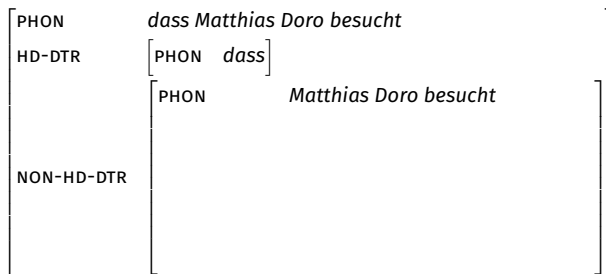 PHON dass Matthias Doro besucht
HD-DTR [PHON dass]
PHON Matthias Doro besucht
NON-HD-DTR